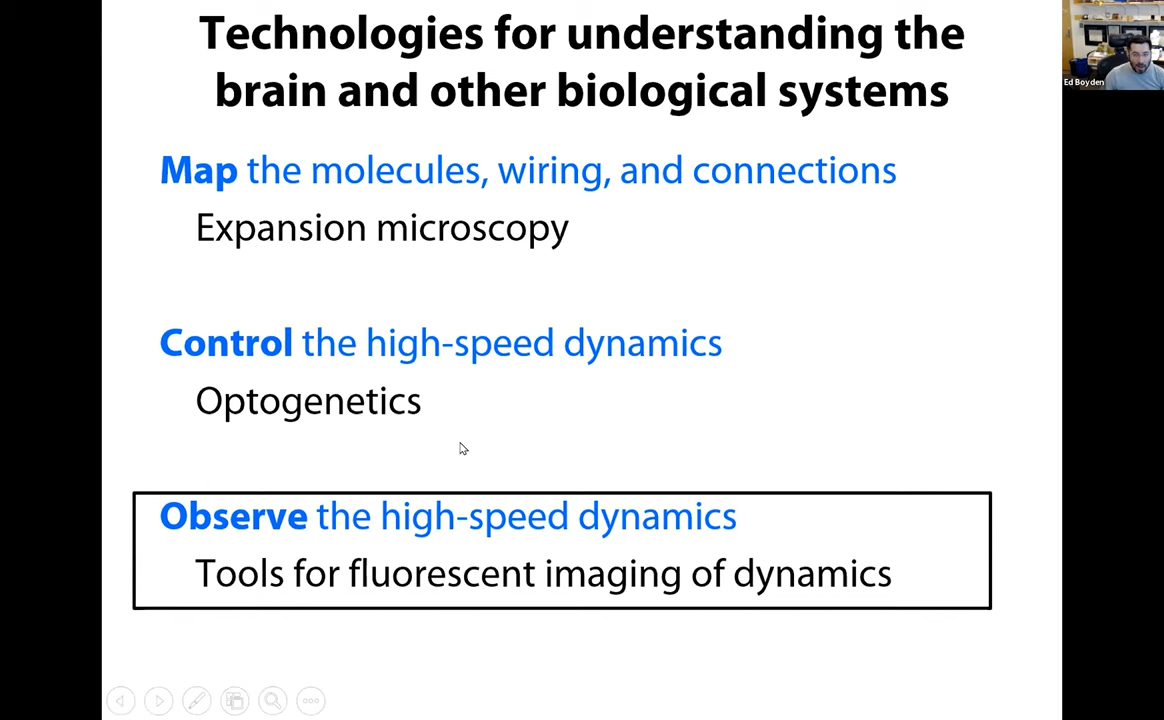 Technologies for understanding the
brain and other biological systems
Ed Boyden
Map the molecules, wiring, and connections
Expansion microscopy
Control the high-speed dynamics
Optogenetics
Observe the high-speed dynamics
Tools for fluorescent imaging of dynamics